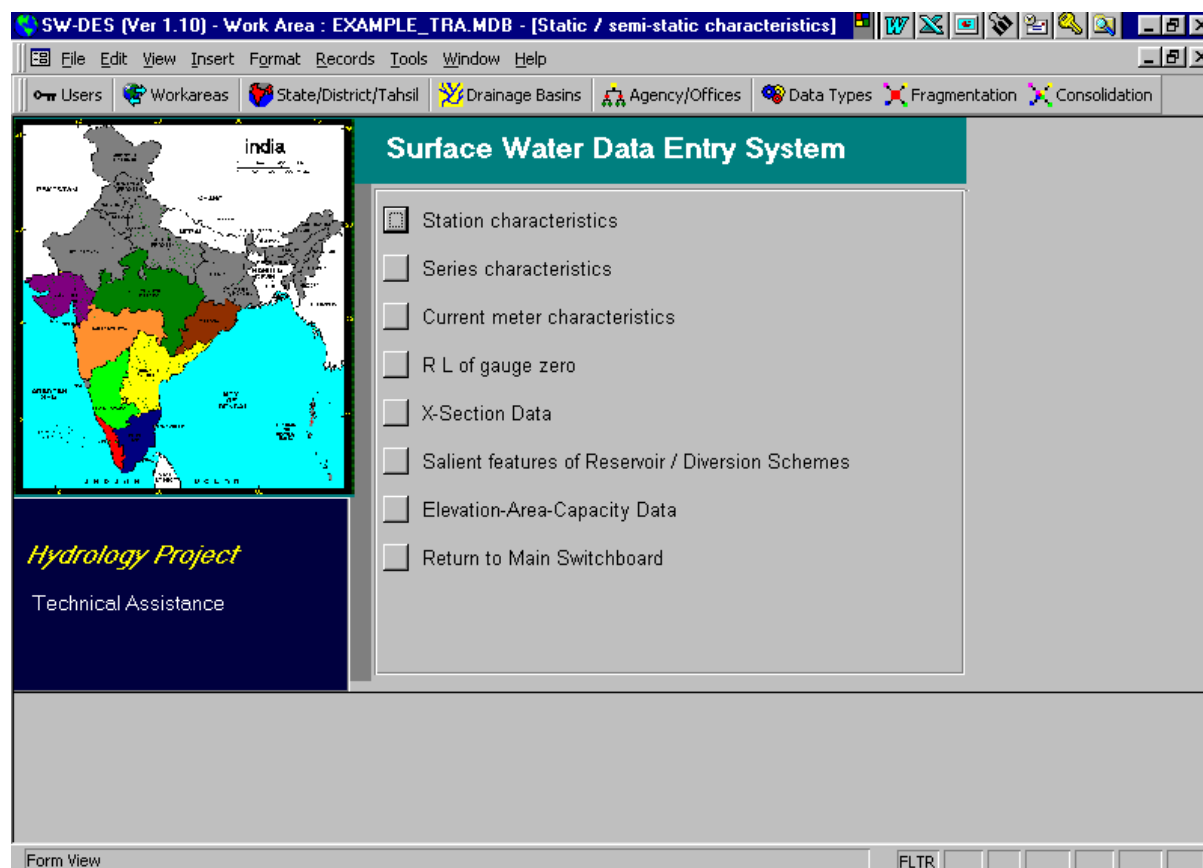 SW-DES (Ver 1.10) - Work Area : EXAMPLE_TRA.MDB - [Static / semi-static characteristics]
File Edit View Insert Format Records Tools Window Help
Users Workareas State/District/Tahsil Drainage Basins Agency/Offices Data Types Fragmentation Consolidation
india
Surface Water Data Entry System
PAKISTAN
Station characteristics
Series characteristics
Current meter characteristics
R L of gauge zero
X-Section Data
Salient features of Reservoir / Diversion Schemes
Elevation-Area-Capacity Data
Return to Main Switchboard
Hydrology Project
Technical Assistance
Form View
FLTR